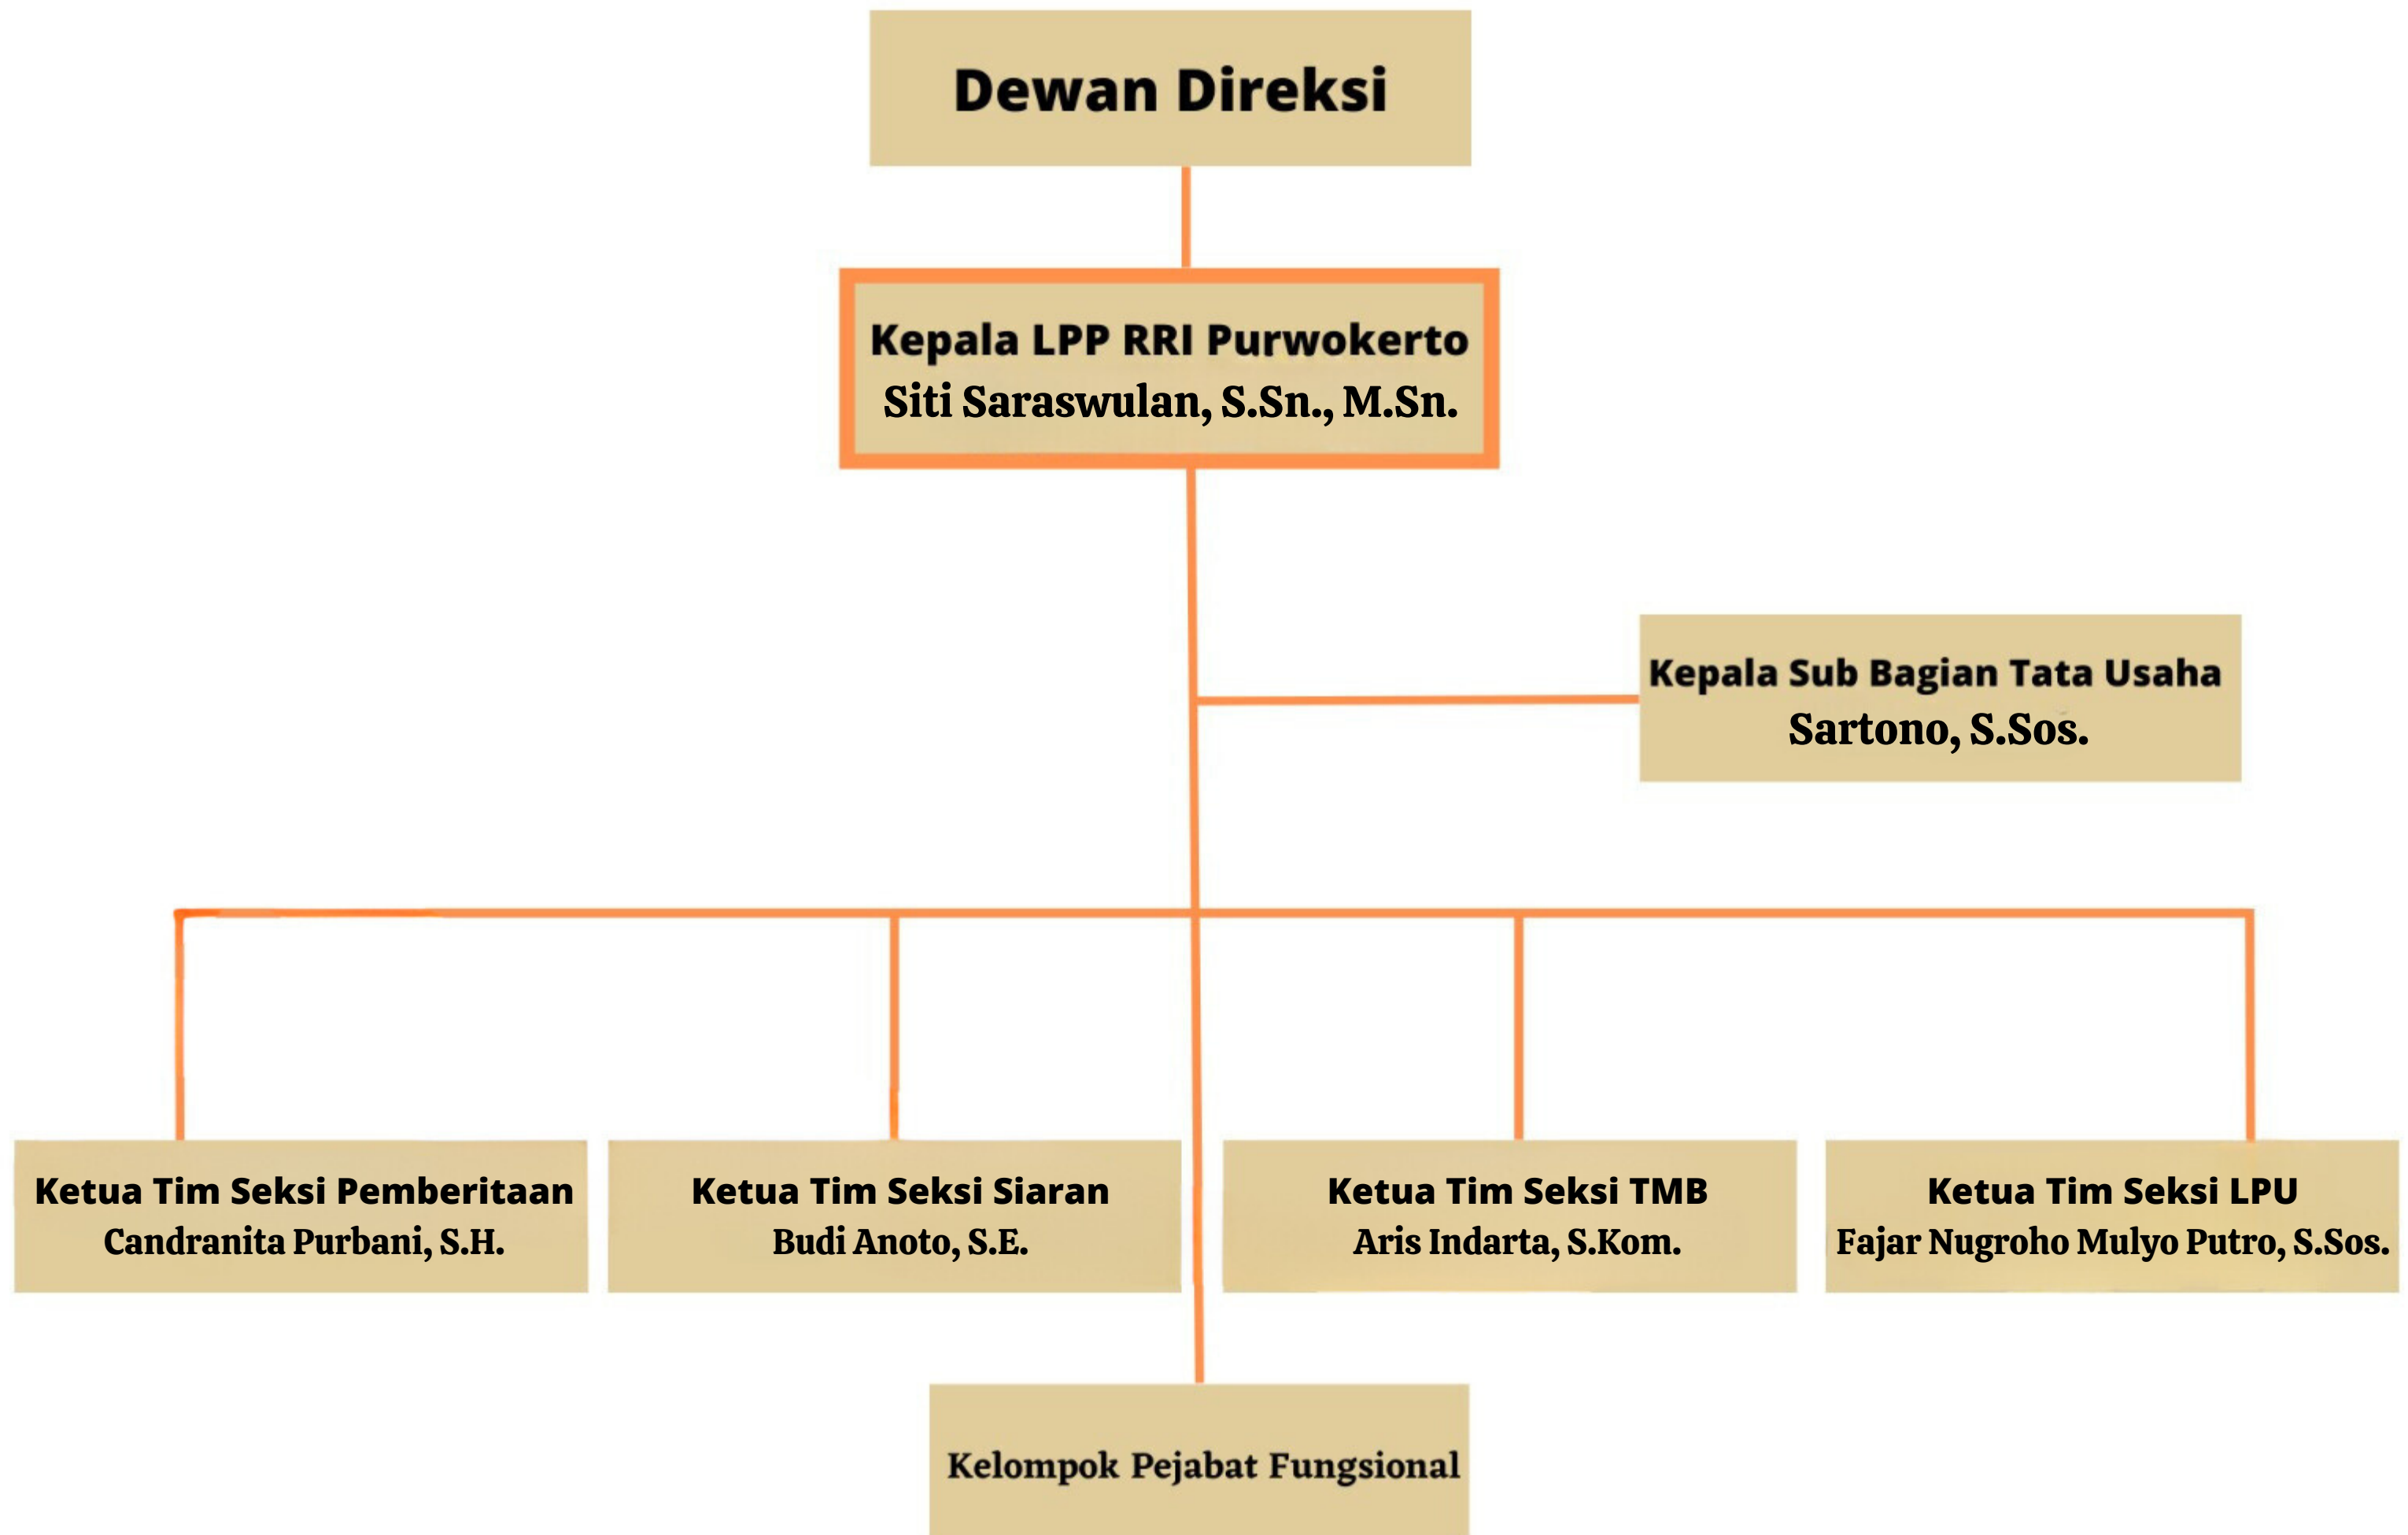 Dewan Direksi
Kepala LPP RRI Purwokerto
Siti Saraswulan, S.Sn., M.Sn.
Kepala Sub Bagian Tata Usaha
Sartono, S.Sos.
Ketua Tim Seksi Pemberitaan
Candranita Purbani, S.H.
Ketua Tim Seksi Siaran
Budi Anoto, S.E.
Ketua Tim Seksi TMB
Aris Indarta, S.Kom.
Ketua Tim Seksi LPU
Fajar Nugroho Mulyo Putro, S.Sos.
Kelompok Pejabat Fungsional